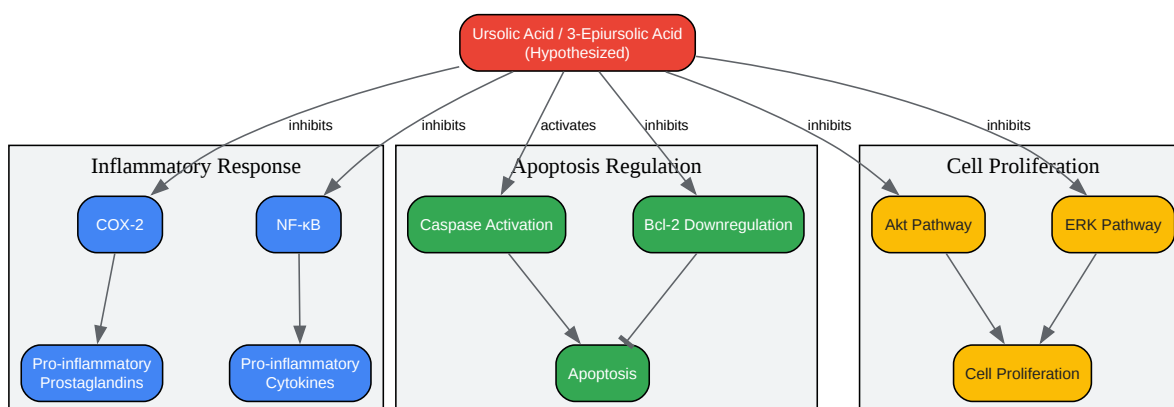 Ursolic Acid / 3-Epiursolic Acid
(Hypothesized)
inhibits
inhibits
activates
inhibits
inhibits
inhibits
Inflammatory Response
Apoptosis Regulation
Cell Proliferation
COX-2
NF-κB
Caspase Activation
Bcl-2 Downregulation
Akt Pathway
ERK Pathway
Pro-inflammatory
Prostaglandins
Pro-inflammatory
Cytokines
Apoptosis
Cell Proliferation